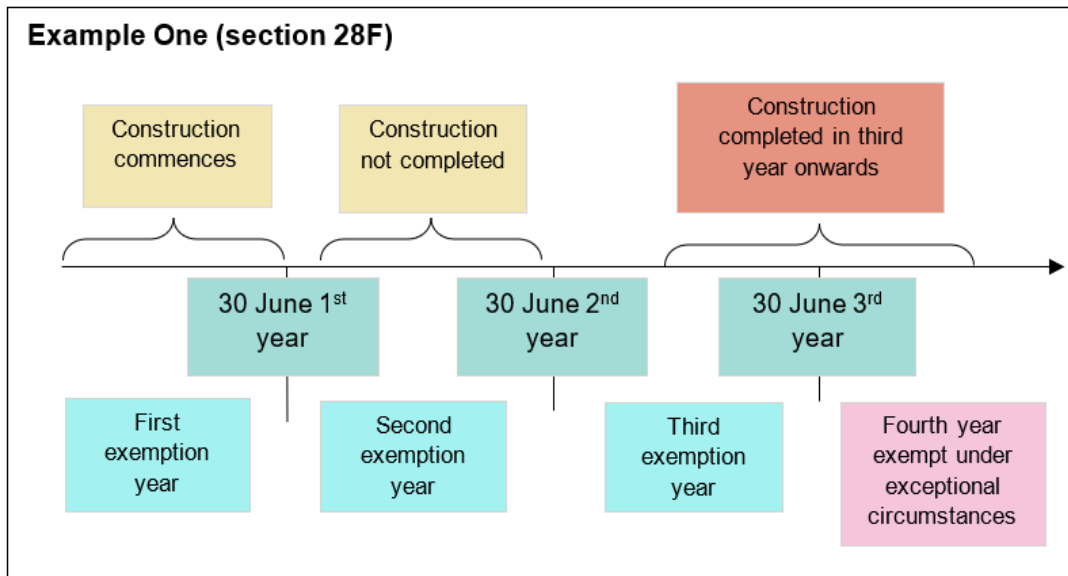 Example One (section 28F)
Construction
commences
Construction
not completed
Construction
completed in third
year onwards
30 June 1st
year
30 June 2nd
year
30 June 3rd
year
First
exemption
year
Second
exemption
year
Third
exemption
year
Fourth year
exempt under
exceptional
circumstances